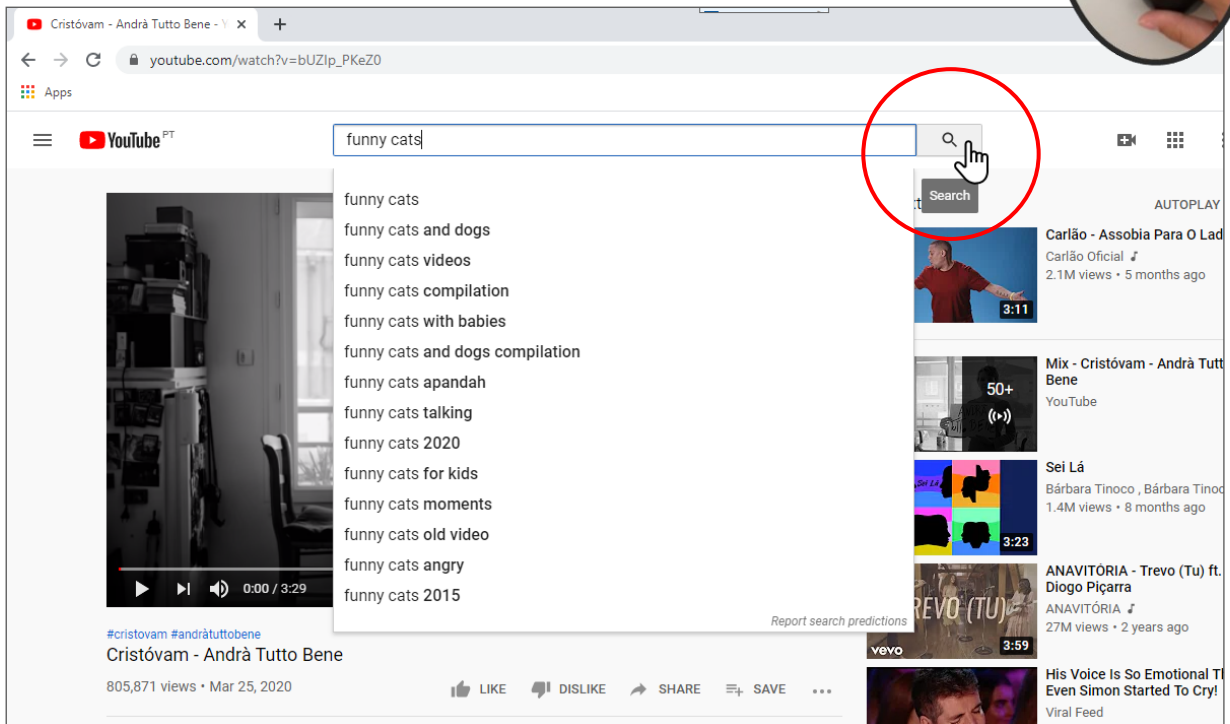 Cristóvam - Andrà Tutto Bene - Y
youtube.com/watch?v=bUZIp_PKeZ0
Apps
YouTube PT
funny cats
Search
funny cats
funny cats and dogs
funny cats videos
funny cats compilation
funny cats with babies
funny cats and dogs compilation
funny cats apandah
funny cats talking
funny cats 2020
funny cats for kids
funny cats moments
funny cats old video
funny cats angry
funny cats 2015
Report search predictions
0:00 / 3:29
#cristovam #andràtuttobene
Cristóvam - Andrà Tutto Bene
805,871 views • Mar 25, 2020
LIKE DISLIKE SHARE SAVE
AUTOPLAY
Carlão - Assobia Para O Lad
Carlão Oficial
2.1M views • 5 months ago
3:11
Mix - Cristóvam - Andrà Tutt
Bene
YouTube
50+
Sei Lá
Bárbara Tinoco , Bárbara Tinoc
1.4M views • 8 months ago
Sei Lá
3:23
ANAVITÓRIA - Trevo (Tu) ft.
Diogo Piçarra
ANAVITÓRIA
27M views • 2 years ago
TREVO (TU)
vevo
3:59
His Voice Is So Emotional T
Even Simon Started To Cry!
Viral Feed